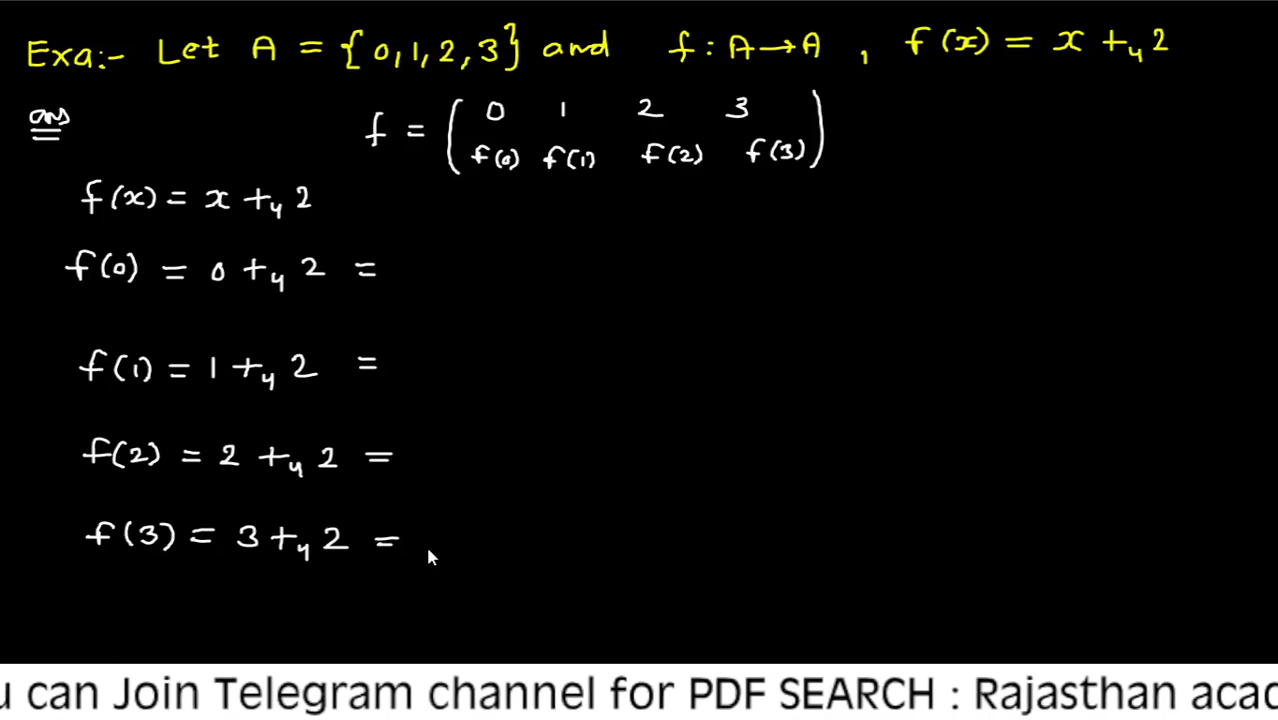 Exa:- Let A = {0,1,2,3} and f : A→A , f(x) = x +₄ 2
ans
f = ( 0 1 2 3
f(0) f(1) f(2) f(3) )
f(x) = x +₄ 2
f(0) = 0 +₄ 2 =
f(1) = 1 +₄ 2 =
f(2) = 2 +₄ 2 =
f(3) = 3 +₄ 2 =
u can Join Telegram channel for PDF SEARCH : Rajasthan acad